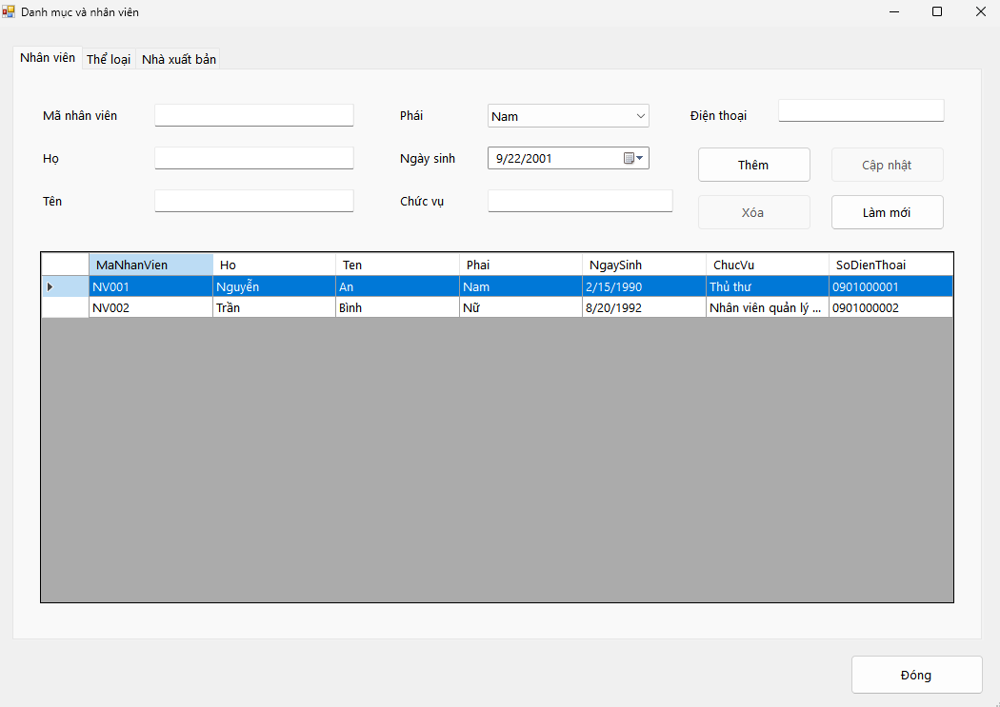 Danh mục và nhân viên
Nhân viên Thể loại Nhà xuất bản
Mã nhân viên Phái Nam Điện thoại
Họ Ngày sinh 9/22/2001 Thêm Cập nhật
Tên Chức vụ Xóa Làm mới
MaNhanVien Ho Ten Phai NgaySinh ChucVu SoDienThoai
NV001 Nguyễn An Nam 2/15/1990 Thủ thư 0901000001
NV002 Trần Bình Nữ 8/20/1992 Nhân viên quản lý ... 0901000002
Đóng